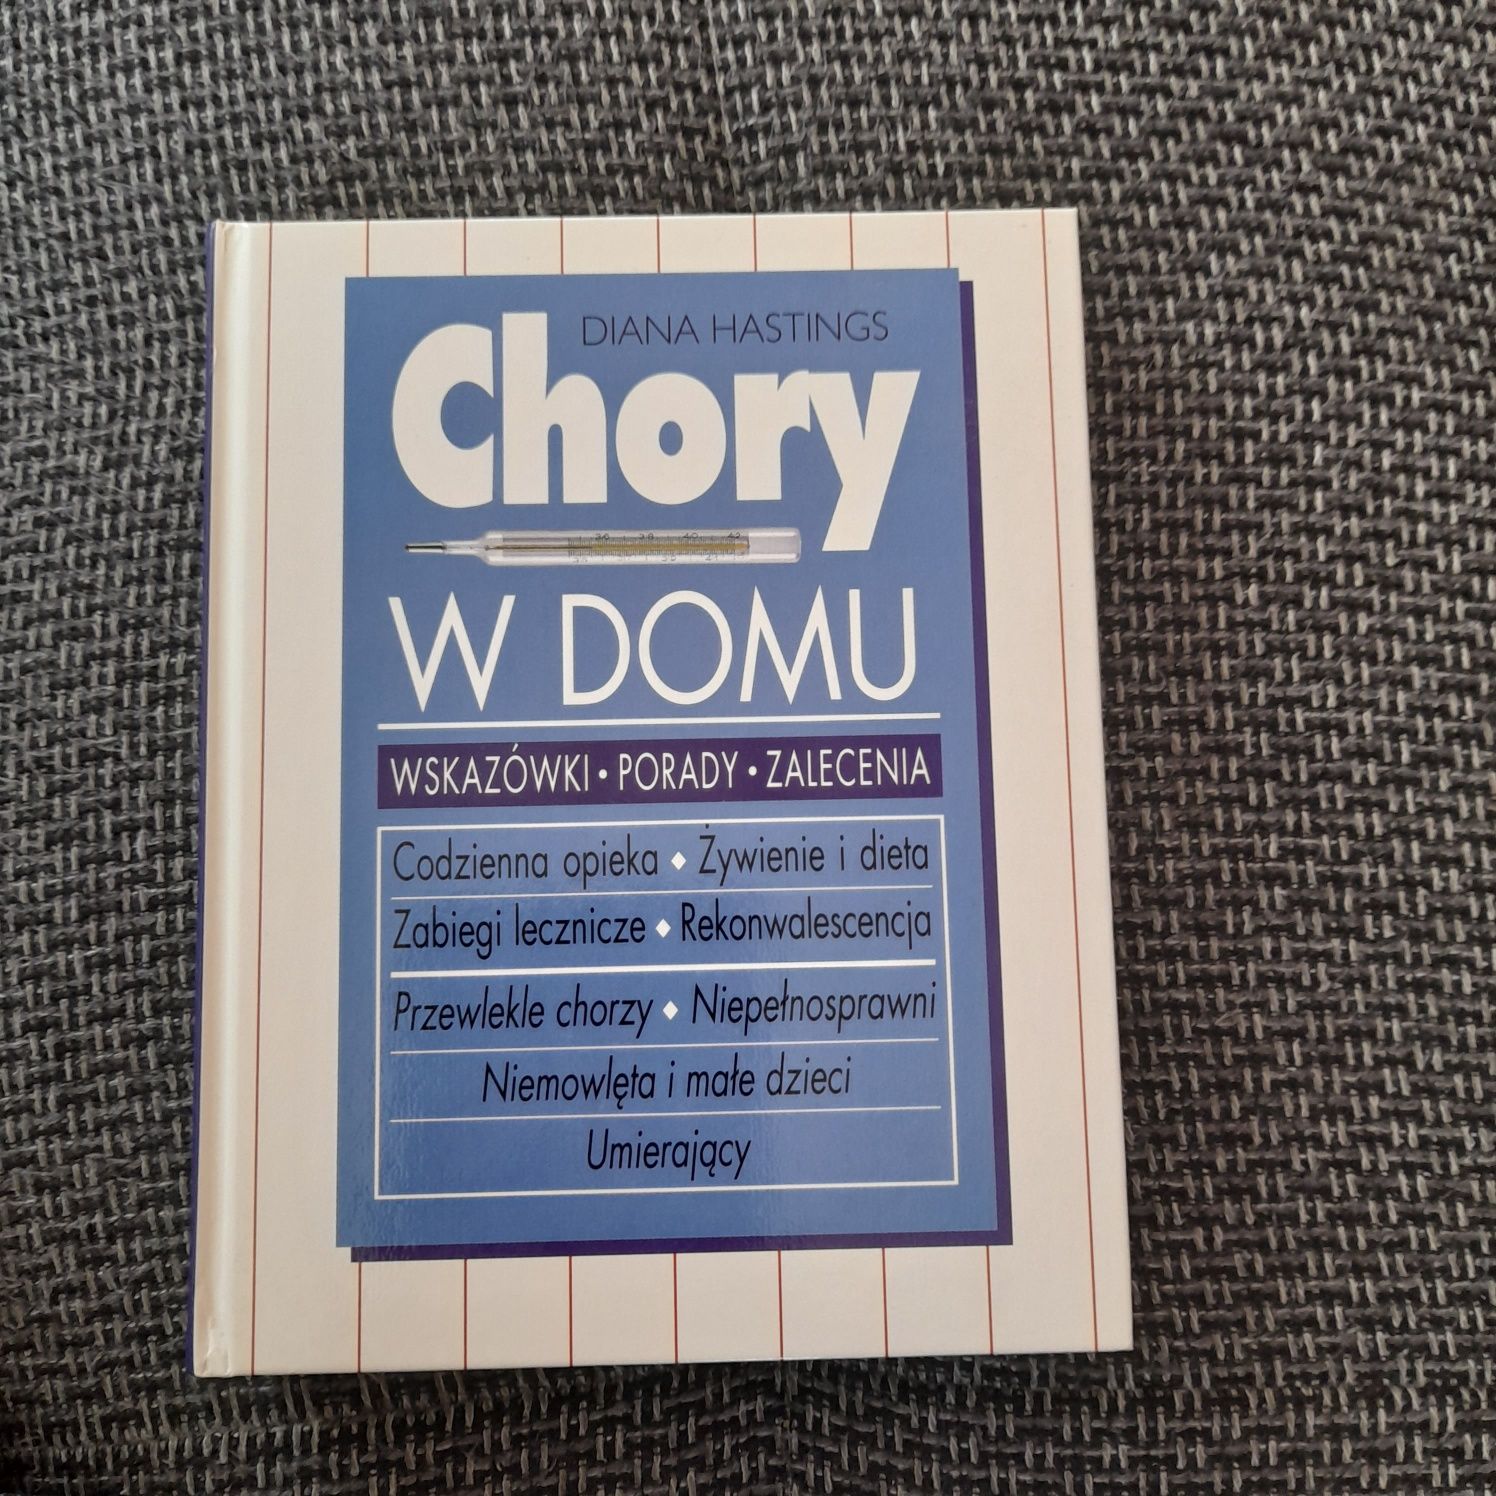 DIANA HASTINGS
Chory
W DOMU
WSKAZÓWKI • PORADY • ZALECENIA
Codzienna opieka ◆ Żywienie i dieta
Zabiegi lecznicze ◆ Rekonwalescencja
Przewlekle chorzy ◆ Niepełnosprawni
Niemowlęta i małe dzieci
Umierający